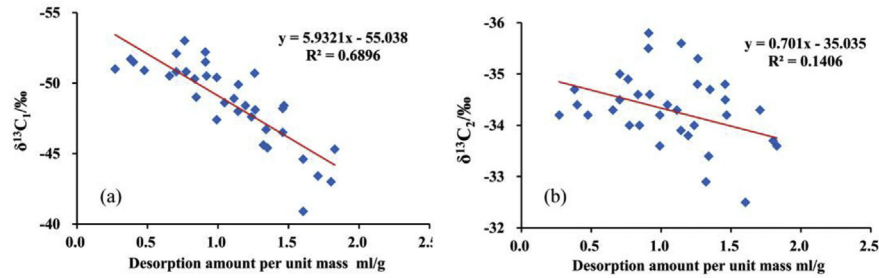 -55
y = 5.9321x - 55.038
R² = 0.6896
-50
δ¹³C₁/‰
-45
(a)
-40
0.0 0.5 1.0 1.5 2.0 2.5
Desorption amount per unit mass ml/g
-36
y = 0.701x - 35.035
R² = 0.1406
-35
δ¹³C₂/‰
-34
-33
(b)
-32
0.0 0.5 1.0 1.5 2.0 2.5
Desorption amount per unit mass ml/g